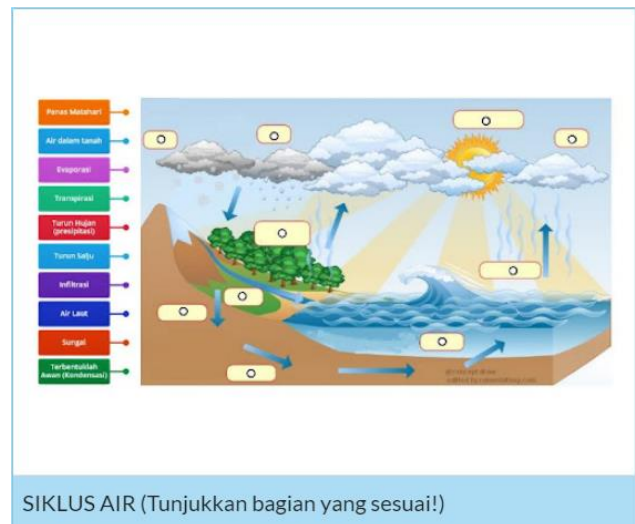 Panas Matahari
Air dalam tanah
Evaporasi
Transpirasi
Turun Hujan
(presipitasi)
Turun Salju
Infiltrasi
Air Laut
Sungai
Terbentuklah
Awan (Kondensasi)
SIKLUS AIR (Tunjukkan bagian yang sesuai!)